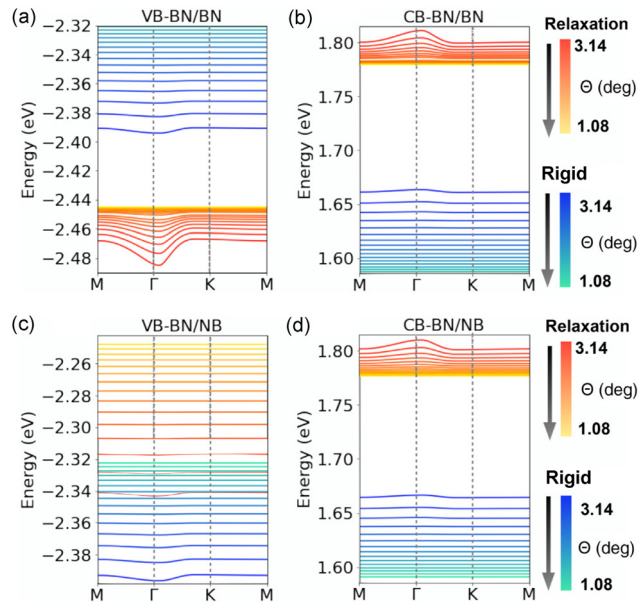 (a) VB-BN/BN
Energy (eV)
−2.32
−2.34
−2.36
−2.38
−2.40
−2.44
−2.46
−2.48
M Γ K M
(b) CB-BN/BN
Energy (eV)
1.80
1.75
1.70
1.65
1.60
M Γ K M
Relaxation
3.14
Θ (deg)
1.08
Rigid
3.14
Θ (deg)
1.08
(c) VB-BN/NB
Energy (eV)
−2.26
−2.28
−2.30
−2.32
−2.34
−2.36
−2.38
M Γ K M
(d) CB-BN/NB
Energy (eV)
1.80
1.75
1.70
1.65
1.60
M Γ K M
Relaxation
3.14
Θ (deg)
1.08
Rigid
3.14
Θ (deg)
1.08